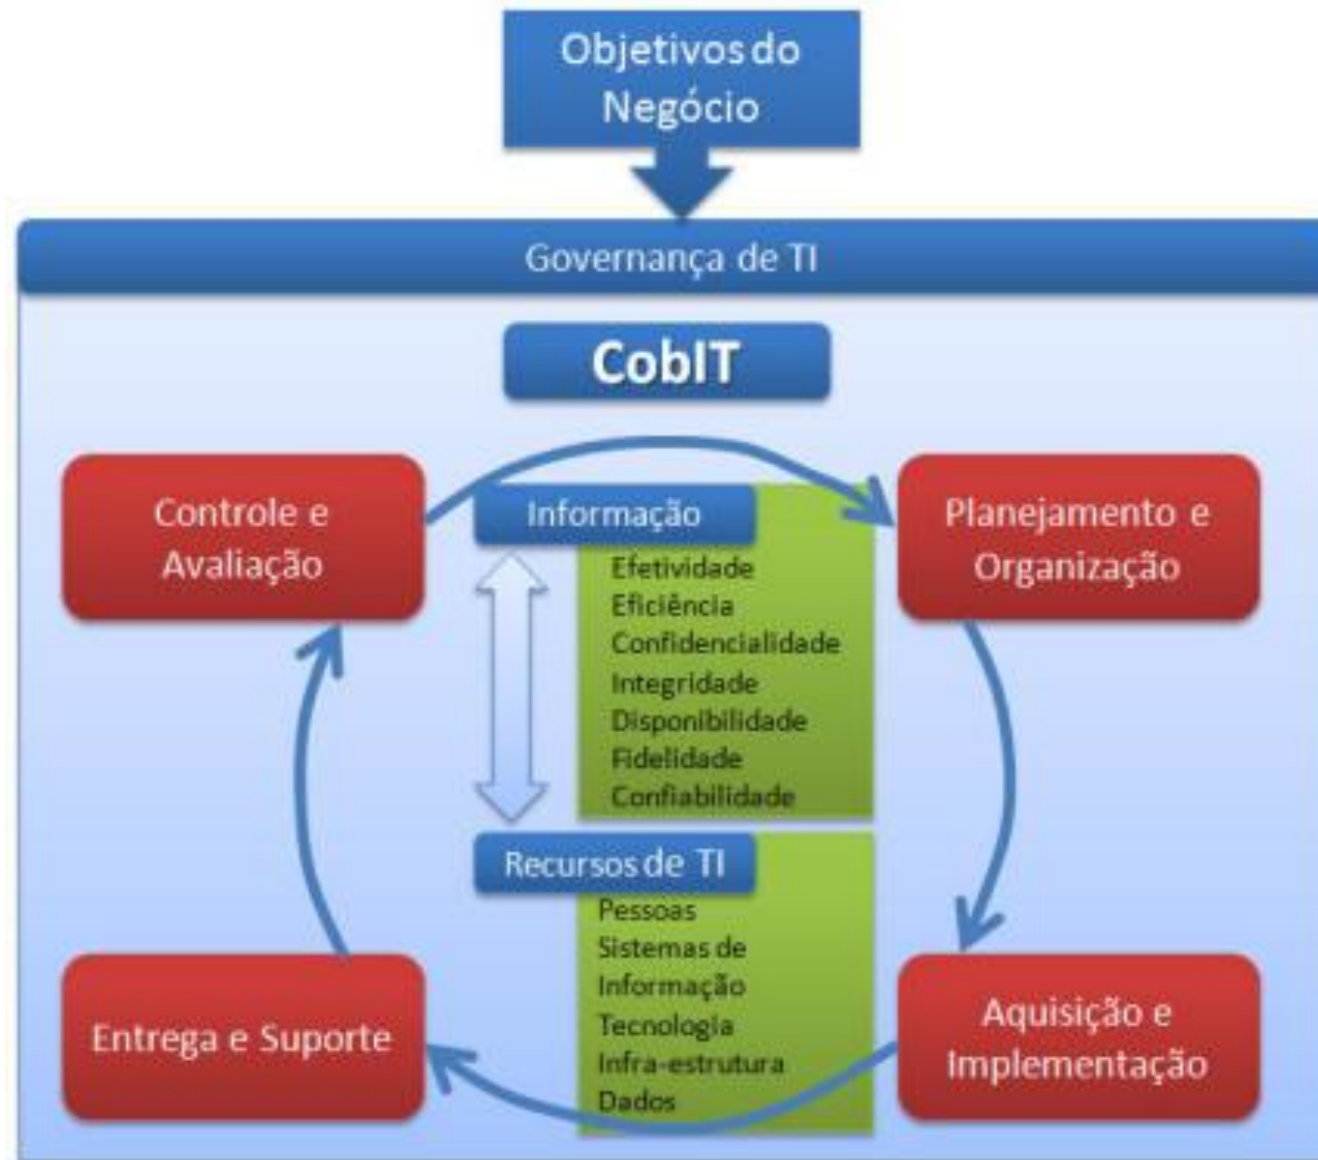 Objetivos do
Negócio
Governança de TI
CobIT
Controle e
Avaliação
Informação
Efetividade
Eficiência
Confidencialidade
Integridade
Disponibilidade
Fidelidade
Confiabilidade
Planejamento e
Organização
Recursos de TI
Pessoas
Sistemas de
Informação
Tecnologia
Infra-estrutura
Dados
Entrega e Suporte
Aquisição e
Implementação